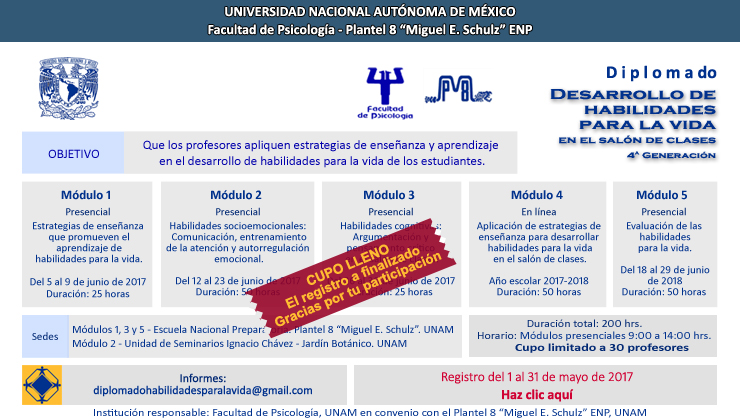 UNIVERSIDAD NACIONAL AUTÓNOMA DE MÉXICO
Facultad de Psicología - Plantel 8 “Miguel E. Schulz” ENP
Facultad
de Psicología
Diplomado
DESARROLLO DE
HABILIDADES
PARA LA VIDA
EN EL SALÓN DE CLASES
4ª GENERACIÓN
OBJETIVO
Que los profesores apliquen estrategias de enseñanza y aprendizaje
en el desarrollo de habilidades para la vida de los estudiantes.
Módulo 1
Presencial
Estrategias de enseñanza
que promueven el
aprendizaje de
habilidades para la vida.
Del 5 al 9 de junio de 2017
Duración: 25 horas
Módulo 2
Presencial
Habilidades socioemocionales:
Comunicación, entrenamiento
de la atención y autorregulación
emocional.
Del 12 al 23 de junio de 2017
Duración: 50 horas
Módulo 3
Presencial
Habilidades
Argumentación y
junio de 2017
25 horas
CUPO LLENO
El registro a finalizado
Gracias por tu participación
Módulo 4
En línea
Aplicación de estrategias de
enseñanza para desarrollar
habilidades para la vida
en el salón de clases.
Año escolar 2017-2018
Duración: 50 horas
Módulo 5
Presencial
Evaluación de las
habilidades
para la vida.
Del 18 al 29 de junio
de 2018
Duración: 50 horas
Sedes
Módulos 1, 3 y 5 - Escuela Nacional Plantel 8 “Miguel E. Schulz”. UNAM
Módulo 2 - Unidad de Seminarios Ignacio Chávez - Jardín Botánico. UNAM
Duración total: 200 hrs.
Horario: Módulos presenciales 9:00 a 14:00 hrs.
Cupo limitado a 30 profesores
Informes:
diplomadohabilidadesparalavida@gmail.com
Registro del 1 al 31 de mayo de 2017
Haz clic aquí
Institución responsable: Facultad de Psicología, UNAM en convenio con el Plantel 8 “Miguel E. Schulz” ENP, UNAM